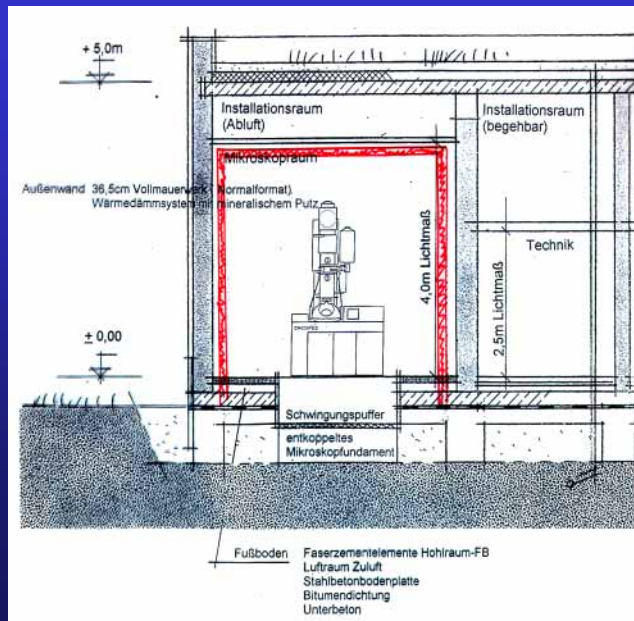 + 5,0m
Installationsraum
(Abluft)
Installationsraum
(begehbar)
Mikroskopraum
Außenwand 36,5cm Vollmauerwerk (Normalformat).
Wärmedämmsystem mit mineralischem Putz
4,0m Lichtmaß
Technik
2,5m Lichtmaß
± 0,00
Schwingungspuffer
entkoppeltes
Mikroskopfundament
Fußboden Faserzementelemente Hohlraum-FB
Luftraum Zuluft
Stahlbetonbodenplatte
Bitumendichtung
Unterbeton